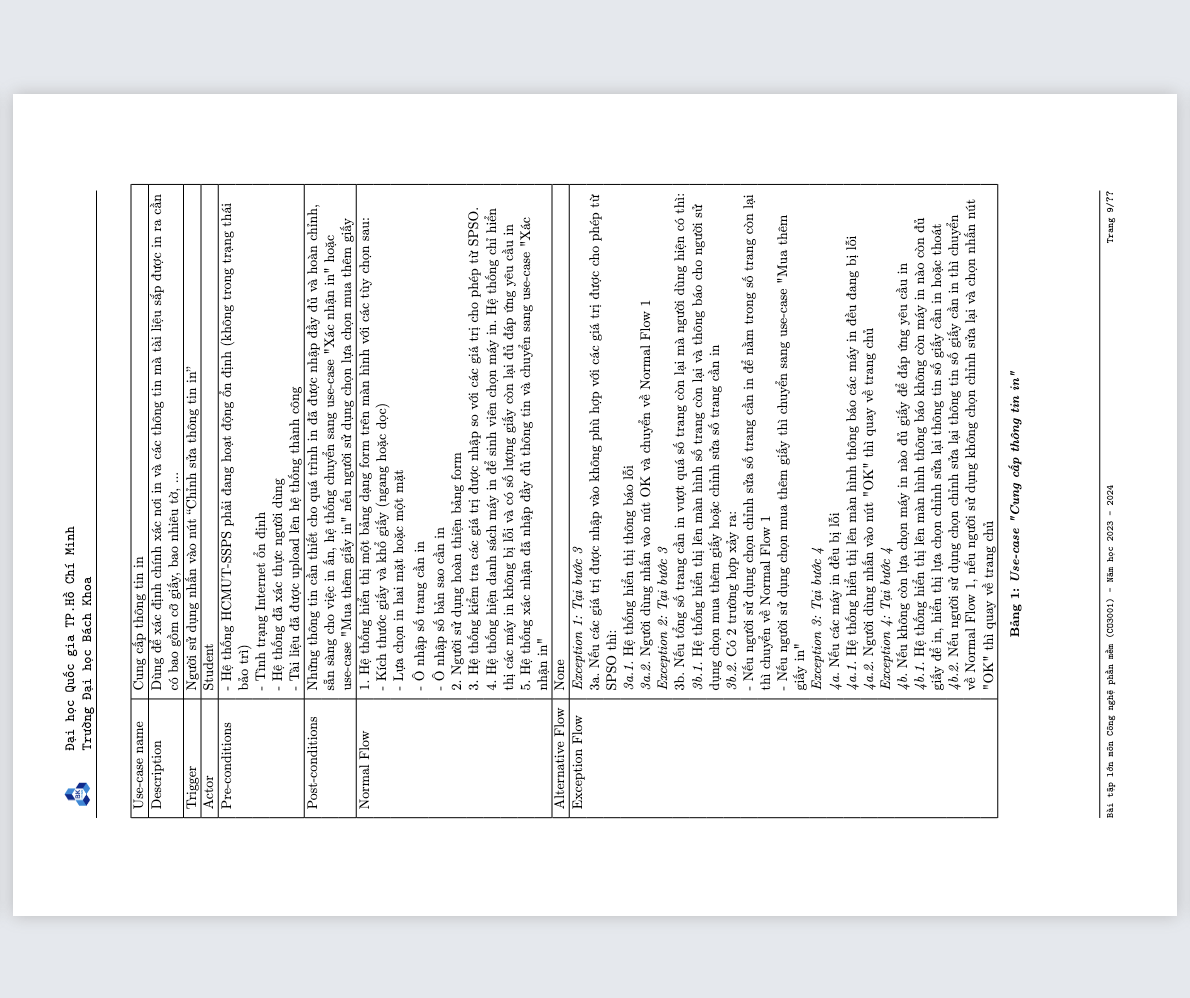 Đại học Quốc gia TP.Hồ Chí Minh
Trường Đại học Bách Khoa
BK
Use-case name Cung cấp thông tin in
Description Dùng để xác định chính xác nơi in và các thông tin mà tài liệu sắp được in ra cần
có bao gồm cỡ giấy, bao nhiêu tờ, ...
Trigger Người sử dụng nhấn vào nút “Chỉnh sửa thông tin in”
Actor Student
Pre-conditions - Hệ thống HCMUT-SSPS phải đang hoạt động ổn định (không trong trạng thái
bảo trì)
- Tình trạng Internet ổn định
- Hệ thống đã xác thực người dùng
- Tài liệu đã được upload lên hệ thống thành công
Post-conditions Những thông tin cần thiết cho quá trình in đã được nhập đầy đủ và hoàn chỉnh,
sẵn sàng cho việc in ấn, hệ thống chuyển sang use-case "Xác nhận in" hoặc
use-case "Mua thêm giấy in" nếu người sử dụng chọn lựa chọn mua thêm giấy
Normal Flow 1. Hệ thống hiển thị một bảng dạng form trên màn hình với các tùy chọn sau:
- Kích thước giấy và khổ giấy (ngang hoặc dọc)
- Lựa chọn in hai mặt hoặc một mặt
- Ô nhập số trang cần in
- Ô nhập số bản sao cần in
2. Người sử dụng hoàn thiện bảng form
3. Hệ thống kiểm tra các giá trị được nhập so với các giá trị cho phép từ SPSO.
4. Hệ thống hiện danh sách máy in để sinh viên chọn máy in. Hệ thống chỉ hiển
thị các máy in không bị lỗi và có số lượng giấy còn lại đủ đáp ứng yêu cầu in
5. Hệ thống xác nhận đã nhập đầy đủ thông tin và chuyển sang use-case "Xác
nhận in"
Alternative Flow None
Exception Flow Exception 1: Tại bước 3
3a. Nếu các giá trị được nhập vào không phù hợp với các giá trị được cho phép từ
SPSO thì:
3a.1. Hệ thống hiển thị thông báo lỗi
3a.2. Người dùng nhấn vào nút OK và chuyển về Normal Flow 1
Exception 2: Tại bước 3
3b. Nếu tổng số trang cần in vượt quá số trang còn lại mà người dùng hiện có thì:
3b.1. Hệ thống hiển thị lên màn hình số trang còn lại và thông báo cho người sử
dụng chọn mua thêm giấy hoặc chỉnh sửa số trang cần in
3b.2. Có 2 trường hợp xảy ra:
- Nếu người sử dụng chọn chỉnh sửa số trang cần in để nằm trong số trang còn lại
thì chuyển về Normal Flow 1
- Nếu người sử dụng chọn mua thêm giấy thì chuyển sang use-case "Mua thêm
giấy in"
Exception 3: Tại bước 4
4a. Nếu các máy in đều bị lỗi
4a.1. Hệ thống hiển thị lên màn hình thông báo các máy in đều đang bị lỗi
4a.2. Người dùng nhấn vào nút "OK" thì quay về trang chủ
Exception 4: Tại bước 4
4b. Nếu không còn lựa chọn máy in nào đủ giấy để đáp ứng yêu cầu in
4b.1. Hệ thống hiển thị lên màn hình thông báo không còn máy in nào còn đủ
giấy để in, hiển thị lựa chọn chỉnh sửa lại thông tin số giấy cần in hoặc thoát
4b.2. Nếu người sử dụng chọn chỉnh sửa lại thông tin số giấy cần in thì chuyển
về Normal Flow 1, nếu người sử dụng không chọn chỉnh sửa lại và chọn nhấn nút
"OK" thì quay về trang chủ
Bảng 1: Use-case "Cung cấp thông tin in"
Bài tập lớn môn Công nghệ phần mềm (CO3001) - Năm học 2023 - 2024 Trang 9/77